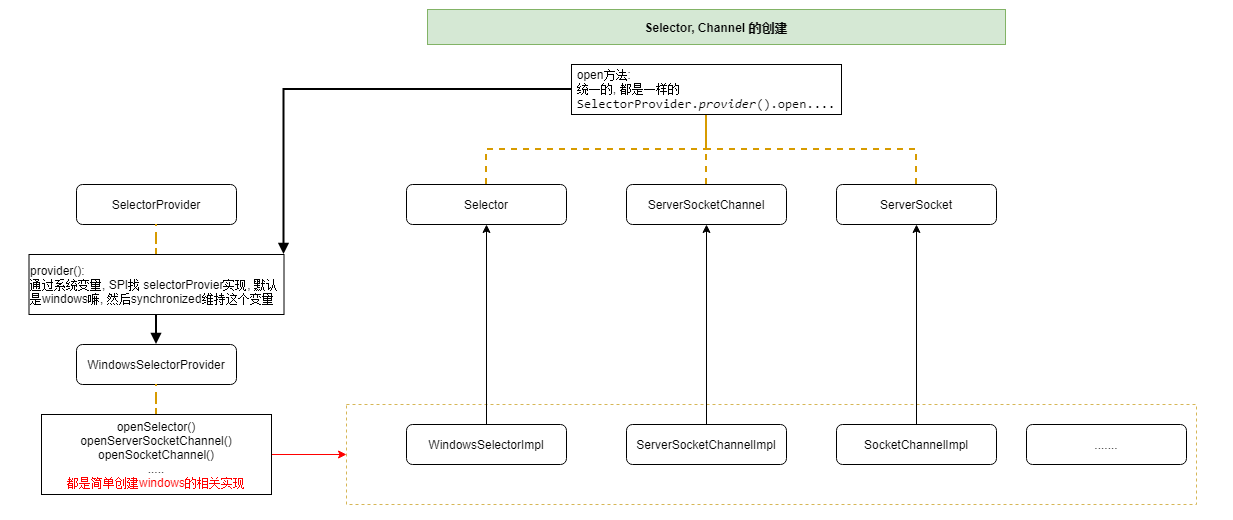 Selector, Channel 的创建
open方法:
统一的, 都是一样的
SelectorProvider.provider().open....
SelectorProvider
Selector
ServerSocketChannel
ServerSocket
provider():
通过系统变量, SPI找 selectorProvier实现, 默认
是windows嘛, 然后synchronized维持这个变量
WindowsSelectorProvider
openSelector()
openServerSocketChannel()
openSocketChannel()
.....
都是简单创建windows的相关实现
WindowsSelectorImpl
ServerSocketChannelImpl
SocketChannelImpl
.......